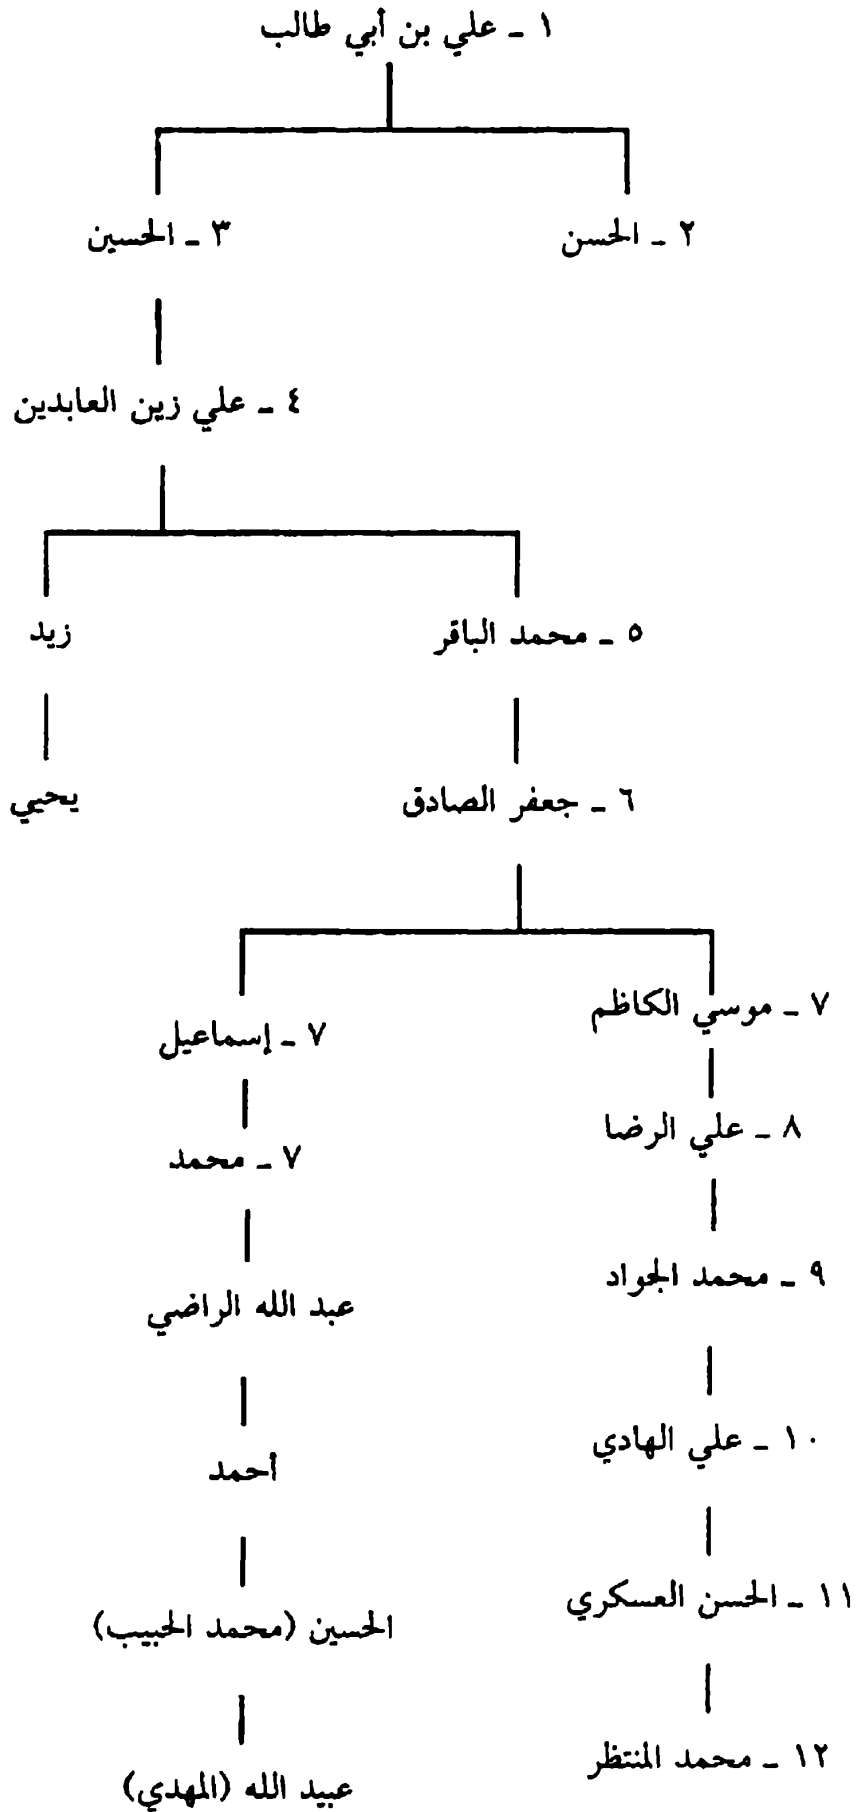 ١ ـ علي بن أبي طالب
٢ ـ الحسن
٣ ـ الحسين
٤ ـ علي زين العابدين
٥ ـ محمد الباقر
زيد
٦ ـ جعفر الصادق
يحيي
٧ ـ موسي الكاظم
٧ ـ إسماعيل
٨ ـ علي الرضا
٧ ـ محمد
٩ ـ محمد الجواد
عبد الله الراضي
١٠ ـ علي الهادي
أحمد
١١ ـ الحسن العسكري
الحسين (محمد الحبيب)
١٢ ـ محمد المنتظر
عبيد الله (المهدي)